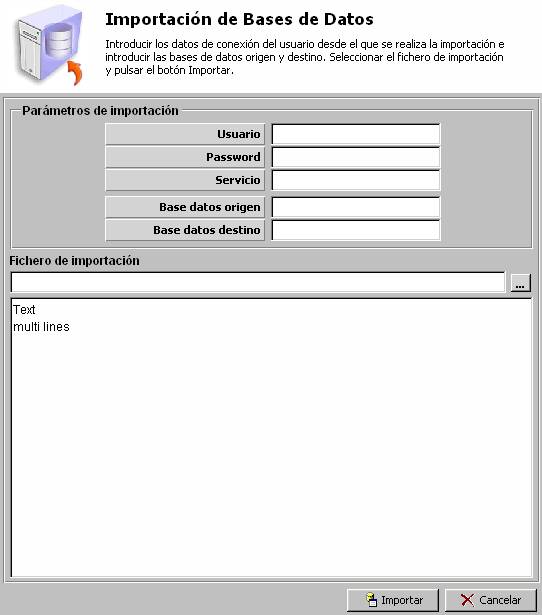 Importación de Bases de Datos
Introducir los datos de conexión del usuario desde el que se realiza la importación e
introducir las bases de datos origen y destino. Seleccionar el fichero de importación
y pulsar el botón Importar.
Parámetros de importación
Usuario
Password
Servicio
Base datos origen
Base datos destino
Fichero de importación
...
Text
multi lines
Importar
Cancelar